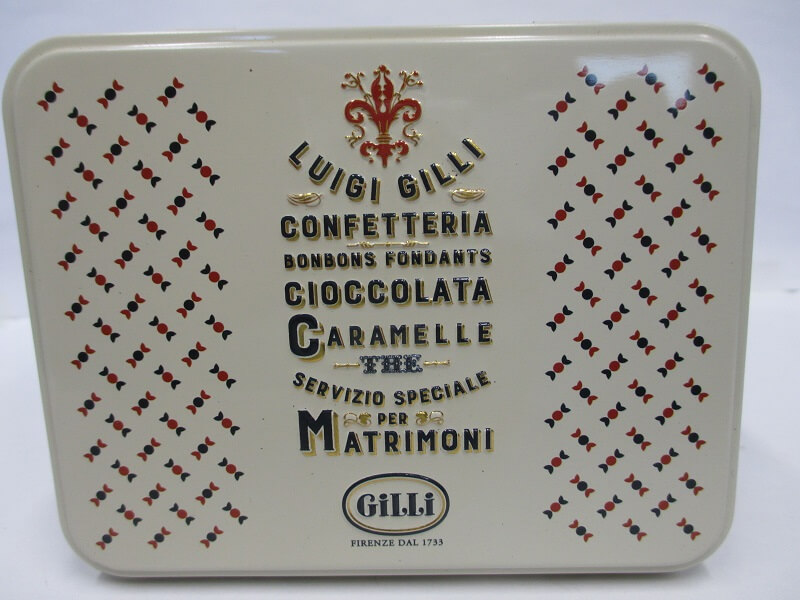 LUIGI GILLI
CONFETTERIA
BONBONS FONDANTS
CIOCCOLATA
CARAMELLE
THE
SERVIZIO SPECIALE
PER
MATRIMONI
GiLLi
FIRENZE DAL 1733